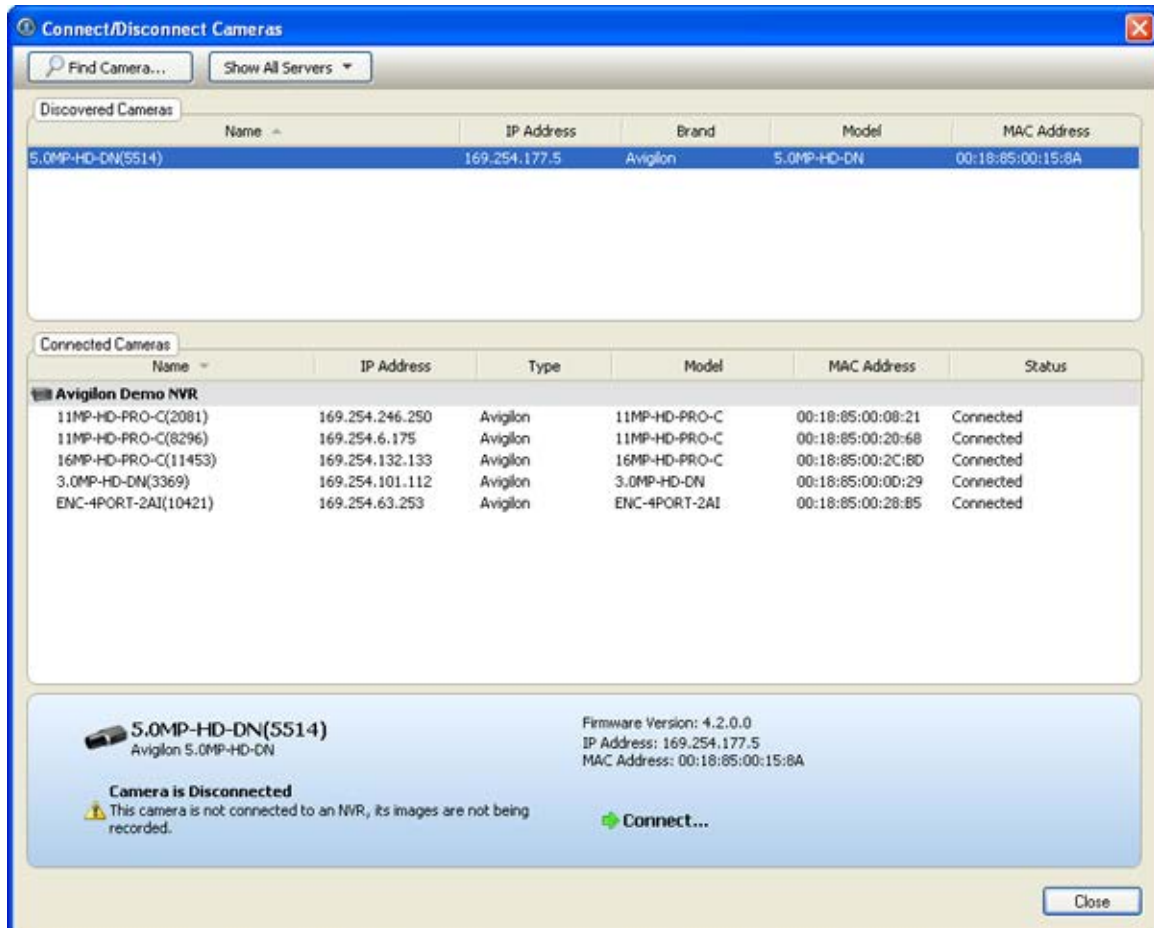 Connect/Disconnect Cameras
Find Camera... Show All Servers
Discovered Cameras
Name IP Address Brand Model MAC Address
5.0MP-HD-DN(5514) 169.254.177.5 Avigilon 5.0MP-HD-DN 00:18:85:00:15:8A
Connected Cameras
Name IP Address Type Model MAC Address Status
Avigilon Demo NVR
11MP-HD-PRO-C(2081) 169.254.246.250 Avigilon 11MP-HD-PRO-C 00:18:85:00:08:21 Connected
11MP-HD-PRO-C(8296) 169.254.6.175 Avigilon 11MP-HD-PRO-C 00:18:85:00:20:68 Connected
16MP-HD-PRO-C(11453) 169.254.132.133 Avigilon 16MP-HD-PRO-C 00:18:85:00:2C:BD Connected
3.0MP-HD-DN(3369) 169.254.101.112 Avigilon 3.0MP-HD-DN 00:18:85:00:0D:29 Connected
ENC-4PORT-2AI(10421) 169.254.63.253 Avigilon ENC-4PORT-2AI 00:18:85:00:28:B5 Connected
5.0MP-HD-DN(5514)
Avigilon 5.0MP-HD-DN
Firmware Version: 4.2.0.0
IP Address: 169.254.177.5
MAC Address: 00:18:85:00:15:8A
Camera is Disconnected
This camera is not connected to an NVR, its images are not being
recorded.
Connect...
Close